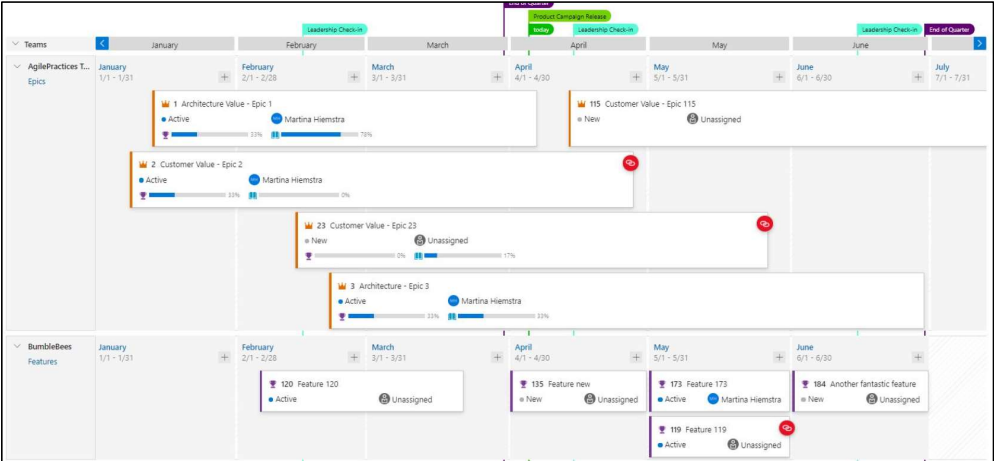 End of Quarter
Product Campaign Release
Leadership Check-in
today
Leadership Check-in
Leadership Check-in
End of Quarter
Teams
January
February
March
April
May
June
AgilePractices T...
Epics
January
1/1 - 1/31
February
2/1 - 2/28
March
3/1 - 3/31
April
4/1 - 4/30
May
5/1 - 5/31
June
6/1 - 6/30
July
7/1 - 7/31
1 Architecture Value - Epic 1
Active
Martina Hiemstra
33%
78%
115 Customer Value - Epic 115
New
Unassigned
2 Customer Value - Epic 2
Active
Martina Hiemstra
33%
0%
23 Customer Value - Epic 23
New
Unassigned
0%
17%
3 Architecture - Epic 3
Active
Martina Hiemstra
33%
33%
BumbleBees
Features
January
1/1 - 1/31
February
2/1 - 2/28
March
3/1 - 3/31
April
4/1 - 4/30
May
5/1 - 5/31
June
6/1 - 6/30
120 Feature 120
Active
Unassigned
135 Feature new
New
Unassigned
173 Feature 173
Active
Martina Hiemstra
184 Another fantastic feature
New
Unassigned
119 Feature 119
Active
Unassigned